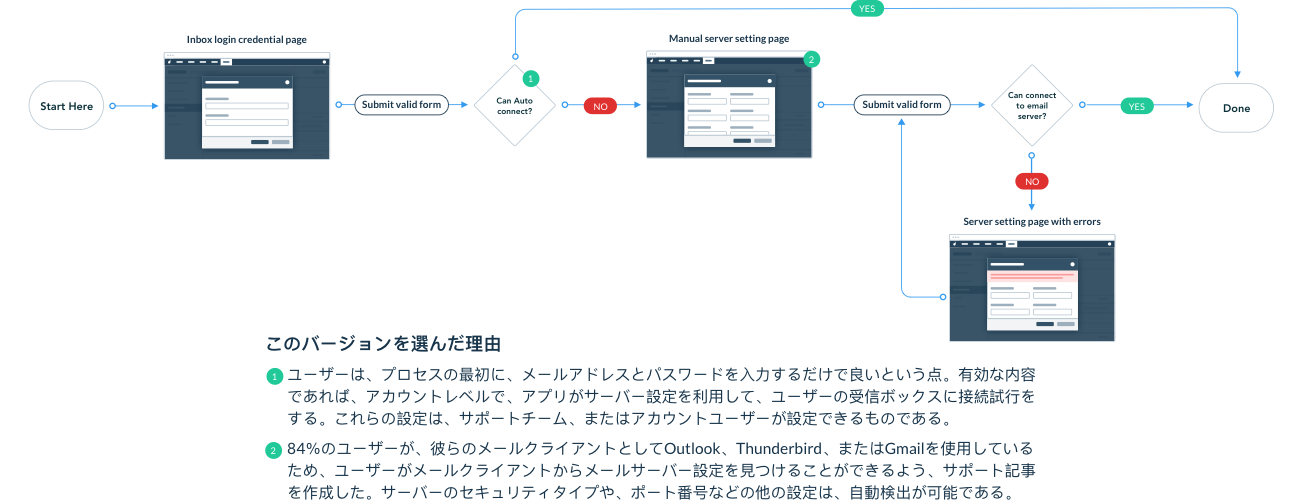 YES
Inbox login credential page
Manual server setting page
2
1
Start Here
Submit valid form
Can Auto
connect?
NO
Submit valid form
Can connect
to email
server?
YES
Done
NO
Server setting page with errors
このバージョンを選んだ理由
1 ユーザーは、プロセスの最初に、メールアドレスとパスワードを入力するだけで良いという点。有効な内容
であれば、アカウントレベルで、アプリがサーバー設定を利用して、ユーザーの受信ボックスに接続試行を
する。これらの設定は、サポートチーム、またはアカウントユーザーが設定できるものである。
2 84%のユーザーが、彼らのメールクライアントとしてOutlook、Thunderbird、またはGmailを使用している
ため、ユーザーがメールクライアントからメールサーバー設定を見つけることができるよう、サポート記事
を作成した。サーバーのセキュリティタイプや、ポート番号などの他の設定は、自動検出が可能である。